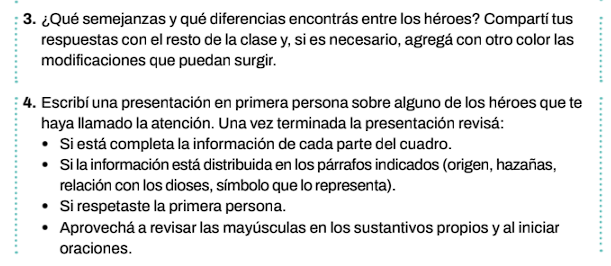 3. ¿Qué semejanzas y qué diferencias encontrás entre los héroes? Compartí tus
respuestas con el resto de la clase y, si es necesario, agregá con otro color las
modificaciones que puedan surgir.
4. Escribí una presentación en primera persona sobre alguno de los héroes que te
haya llamado la atención. Una vez terminada la presentación revisá:
• Si está completa la información de cada parte del cuadro.
• Si la información está distribuida en los párrafos indicados (origen, hazañas,
relación con los dioses, símbolo que lo representa).
• Si respetaste la primera persona.
• Aprovechá a revisar las mayúsculas en los sustantivos propios y al iniciar
oraciones.